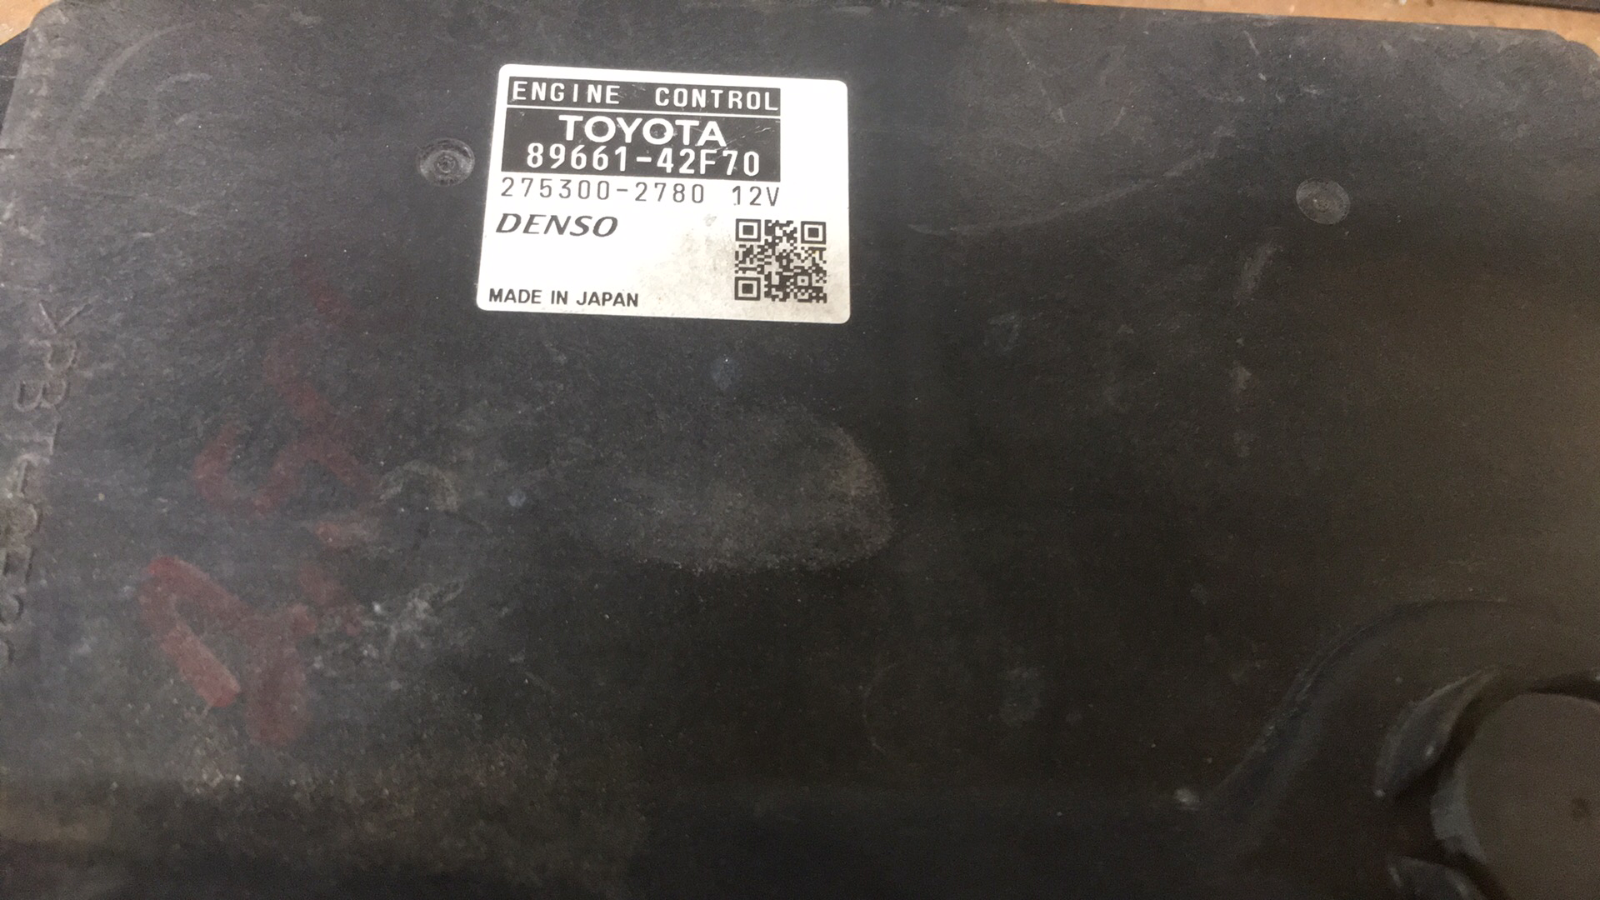 ENGINE CONTROL
TOYOTA
89661-42F70
275300-2780 12V
DENSO
MADE IN JAPAN